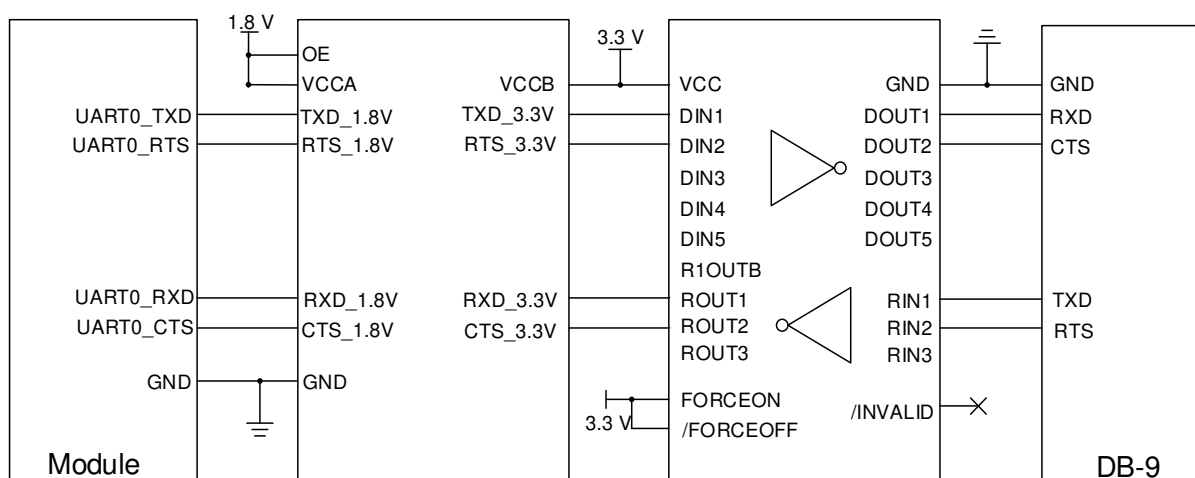 1.8 V
OE
VCCA
UART0_TXD TXD_1.8V
UART0_RTS RTS_1.8V
UART0_RXD RXD_1.8V
UART0_CTS CTS_1.8V
GND GND
Module
3.3 V
VCCB VCC
TXD_3.3V DIN1
RTS_3.3V DIN2
DIN3
DIN4
DIN5
R1OUTB
RXD_3.3V ROUT1
CTS_3.3V ROUT2
ROUT3
FORCEON
3.3 V /FORCEOFF
GND GND
DOUT1 RXD
DOUT2 CTS
DOUT3
DOUT4
DOUT5
RIN1 TXD
RIN2 RTS
RIN3
/INVALID
DB-9